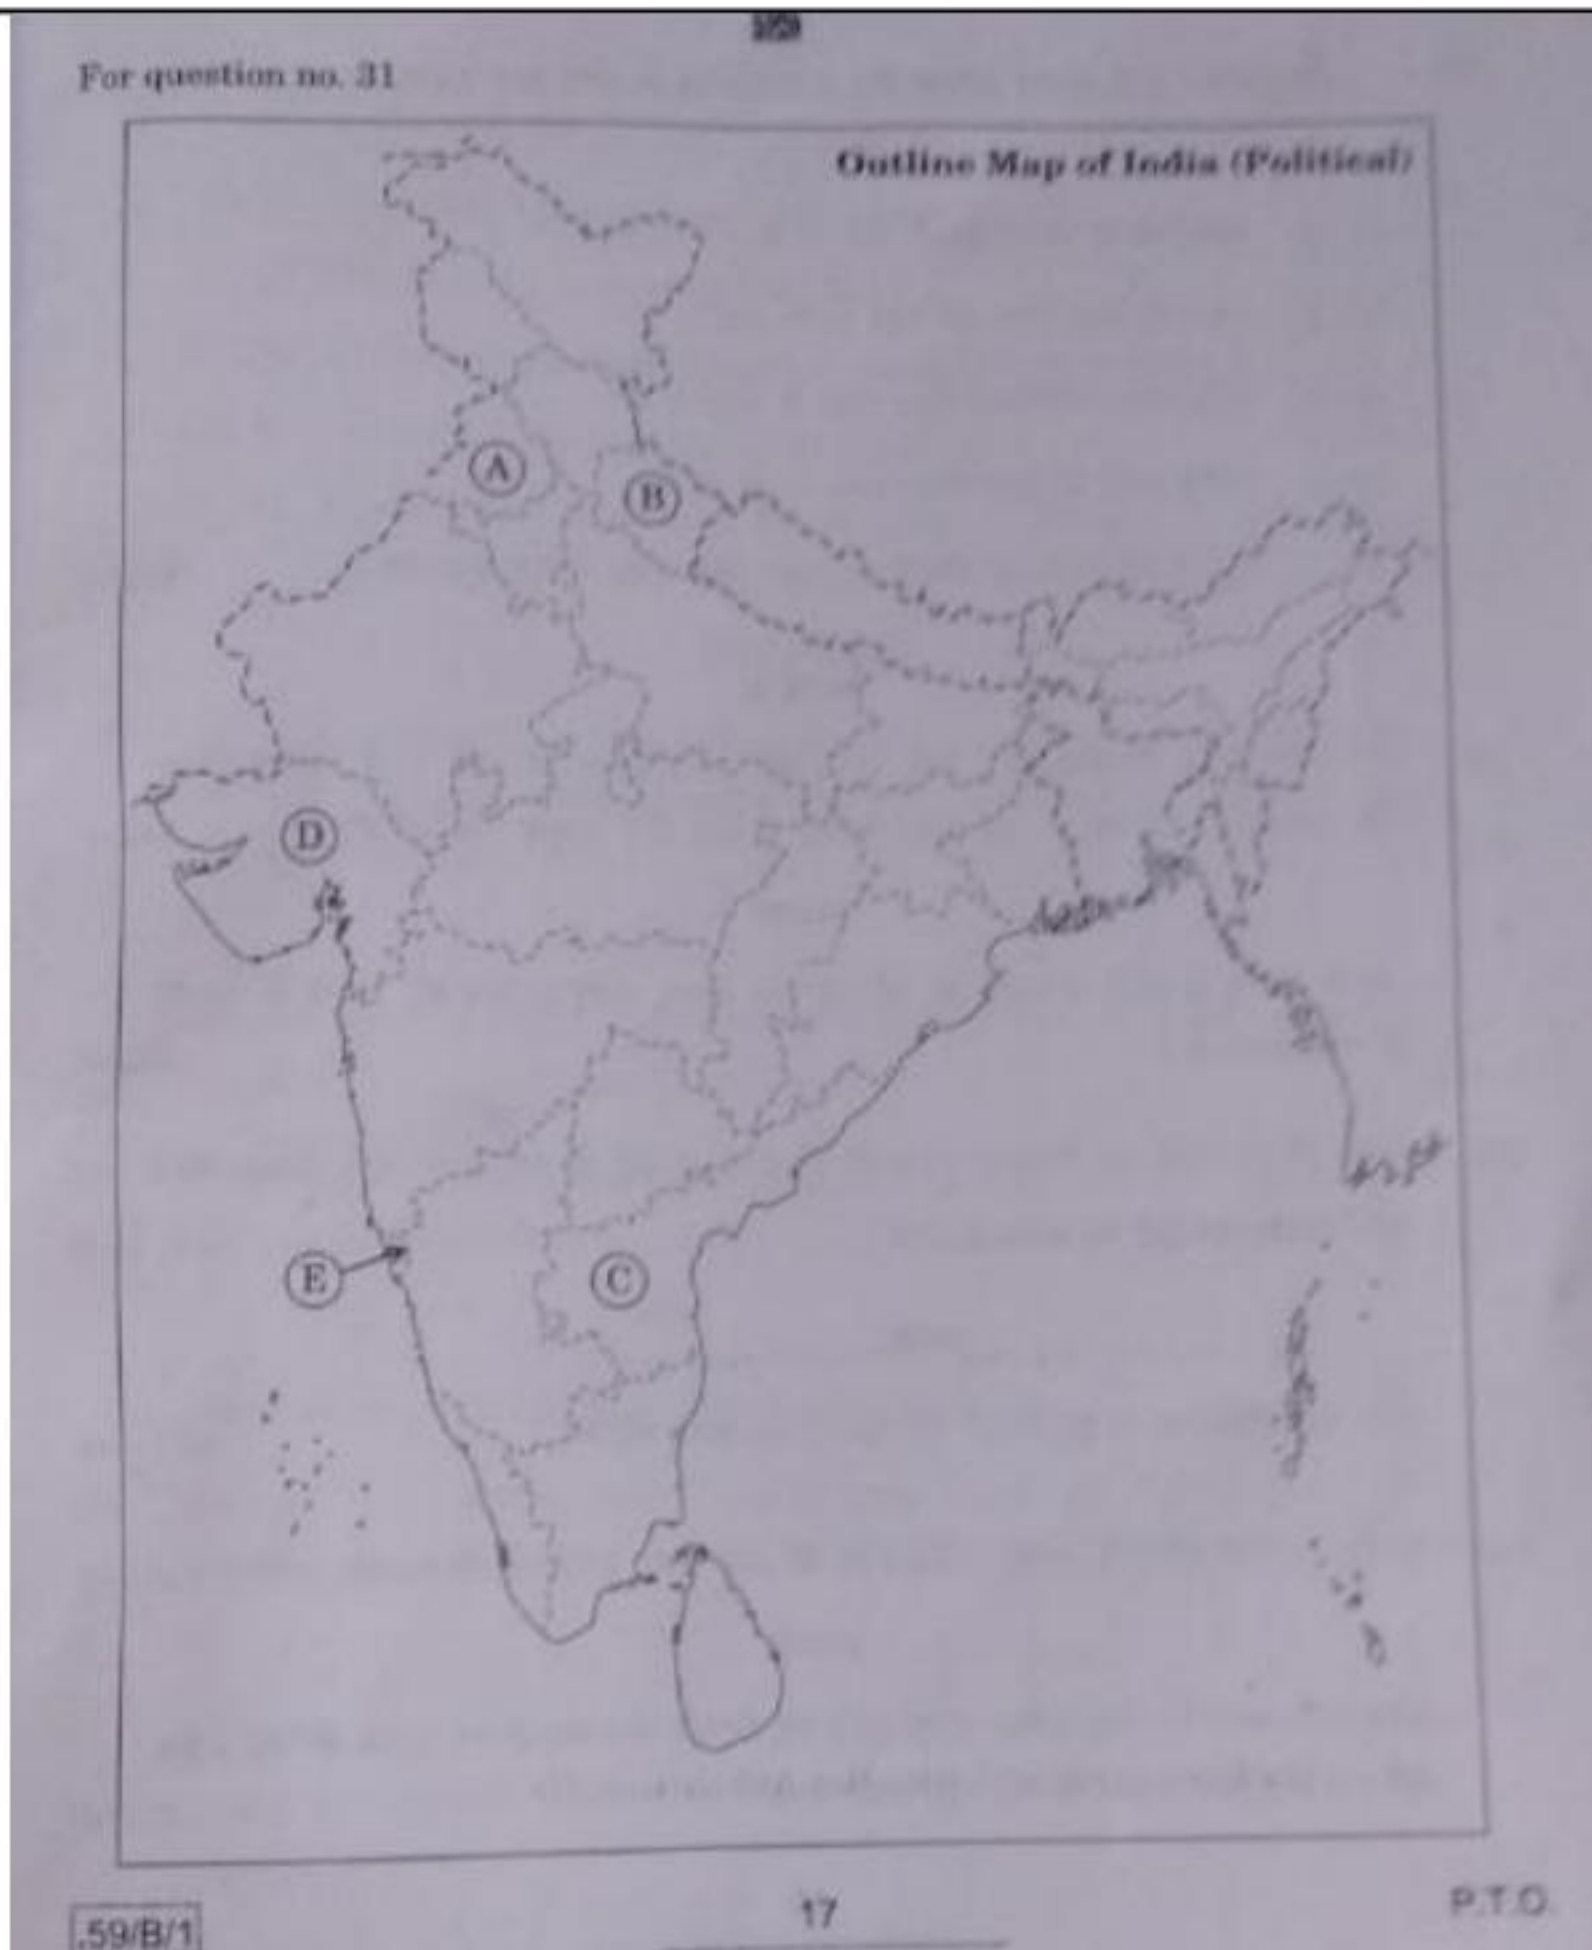 For question no. 31
Outline Map of India (Political)
A
B
D
E
C
.59/B/1
17
P.T.O.